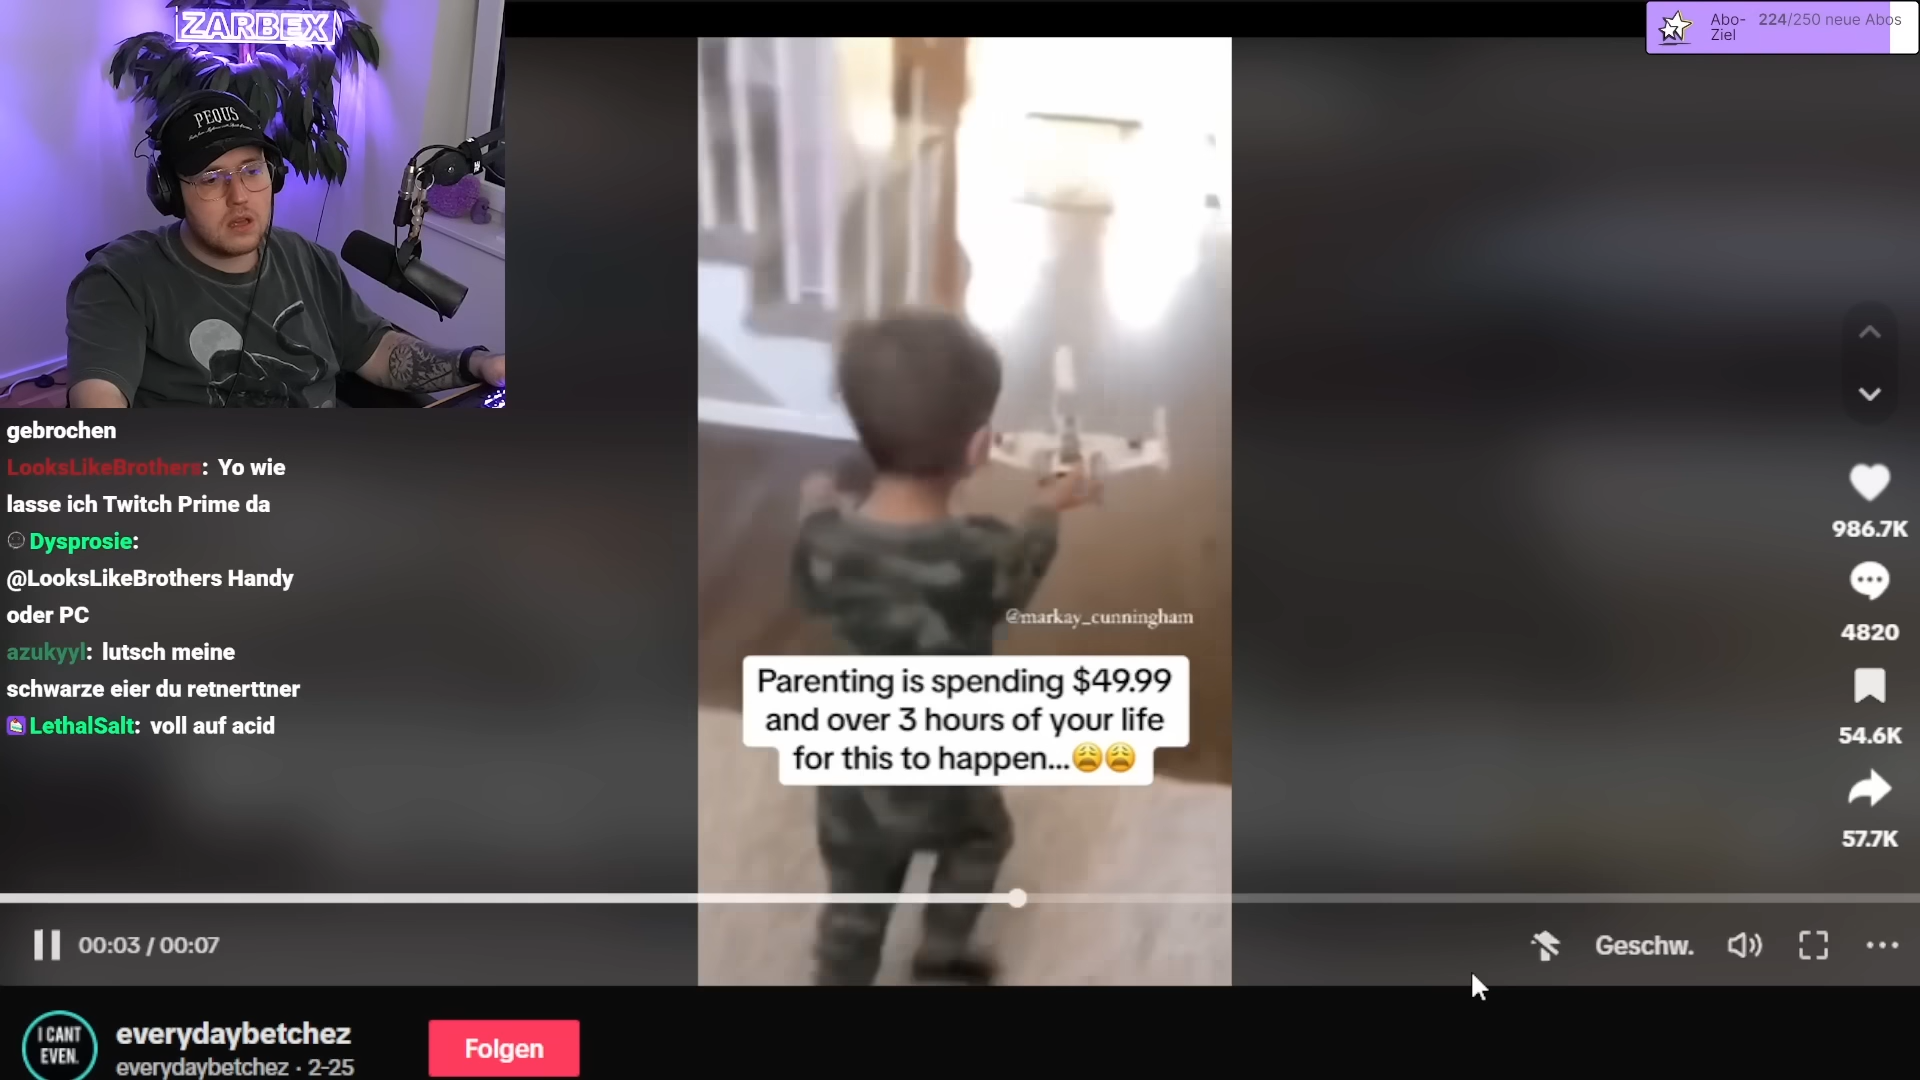 ZARBEX
PEQUS
Abo-
Ziel
224/250 neue Abos
gebrochen
LooksLikeBrothers: Yo wie
lasse ich Twitch Prime da
Dysprosie:
@LooksLikeBrothers Handy
oder PC
azukyyl: lutsch meine
schwarze eier du retnerttner
LethalSalt: voll auf acid
@markay_cunningham
Parenting is spending $49.99
and over 3 hours of your life
for this to happen...😩😩
986.7K
4820
54.6K
57.7K
00:03 / 00:07
Geschw.
I CANT
EVEN.
everydaybetchez
everydaybetchez · 2-25
Folgen